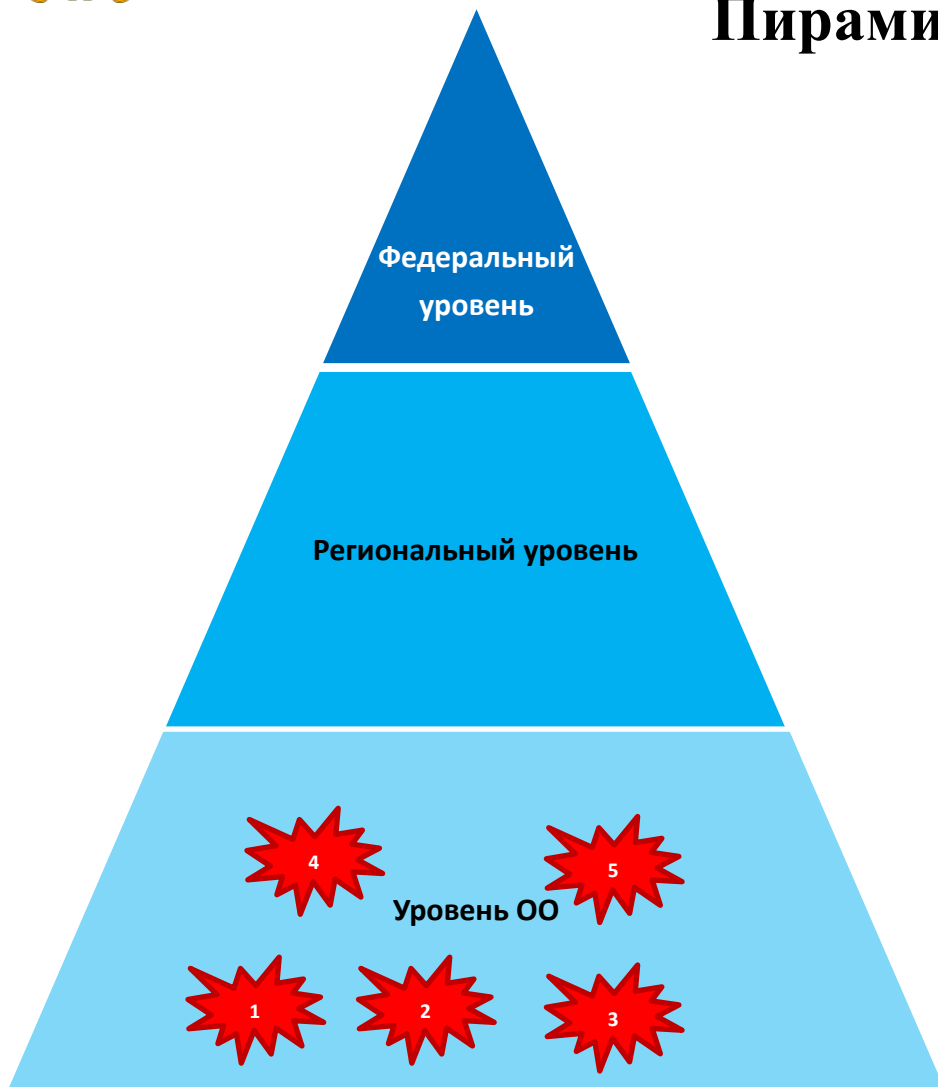 Пирами
Федеральный
уровень
Региональный уровень
4
5
Уровень ОО
1
2
3